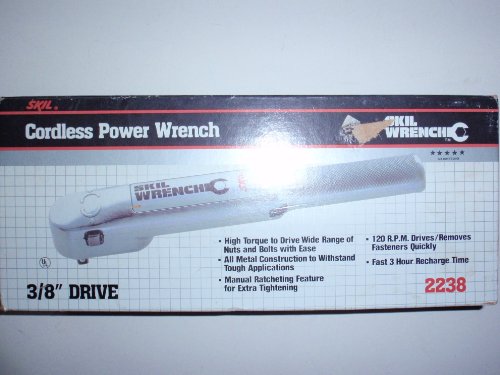 SKIL®
Cordless Power Wrench
SKIL
WRENCH
★★★★★
SKIL
WRENCH
• High Torque to Drive Wide Range of
Nuts and Bolts with Ease
• All Metal Construction to Withstand
Tough Applications
• Manual Ratcheting Feature
for Extra Tightening
• 120 R.P.M. Drives/Removes
Fasteners Quickly
• Fast 3 Hour Recharge Time
UL
3/8" DRIVE
2238